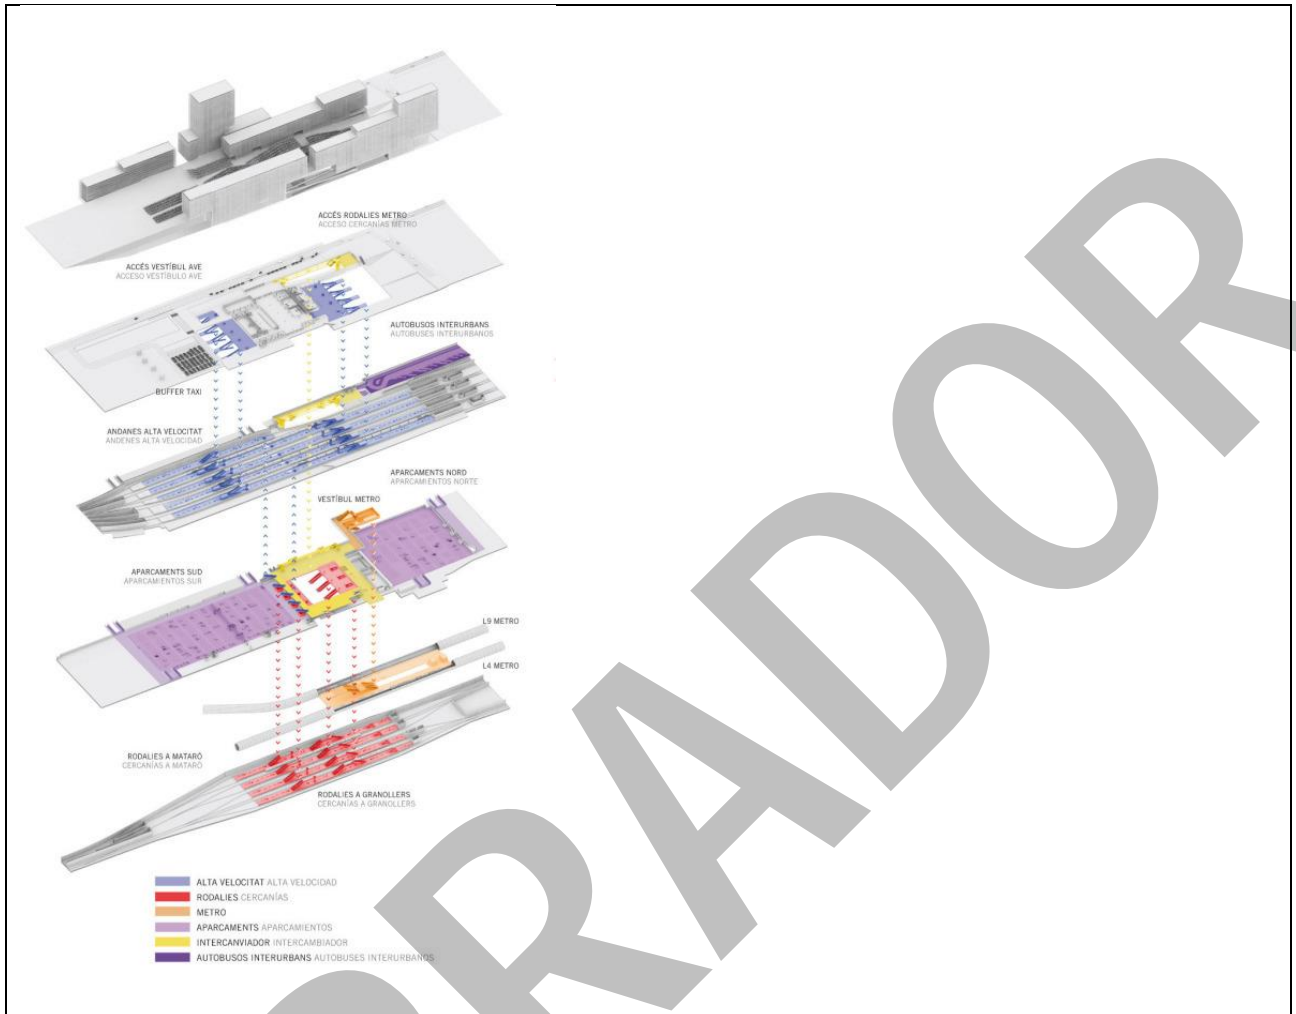 ACCÉS RODALIES METRO
ACCESO CERCANÍAS METRO
ACCÉS VESTÍBUL AVE
ACCESO VESTÍBULO AVE
AUTOBUSOS INTERURBANS
AUTOBUSES INTERURBANOS
BUFFER TAXI
ANDANES ALTA VELOCITAT
ANDENES ALTA VELOCIDAD
APARCAMENTS NORD
APARCAMIENTOS NORTE
VESTÍBUL METRO
APARCAMENTS SUD
APARCAMIENTOS SUR
L9 METRO
L4 METRO
RODALIES A MATARÓ
CERCANÍAS A MATARÓ
RODALIES A GRANOLLERS
CERCANÍAS A GRANOLLERS
ALTA VELOCITAT ALTA VELOCIDAD
RODALIES CERCANÍAS
METRO
APARCAMENTS APARCAMIENTOS
INTERCANVIADOR INTERCAMBIADOR
AUTOBUSOS INTERURBANS AUTOBUSES INTERURBANOS
RRADOR